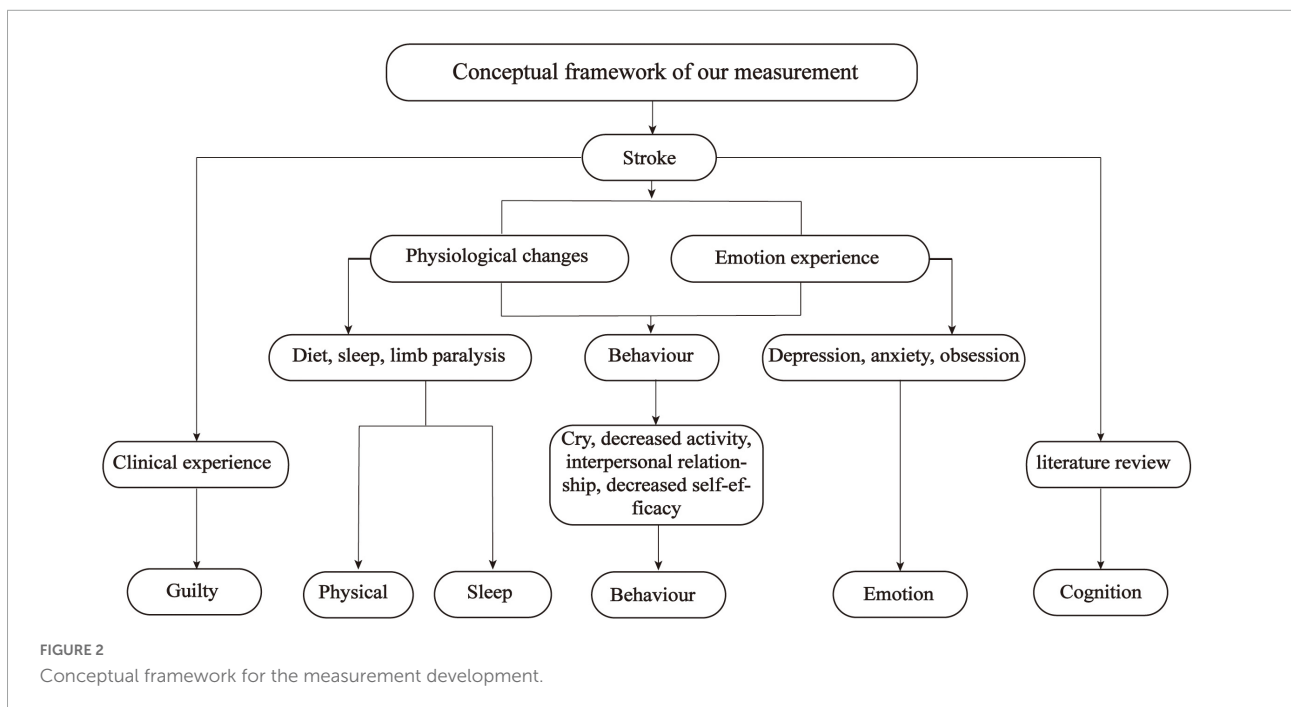 Conceptual framework of our measurement
Stroke
Physiological changes
Emotion experience
Diet, sleep, limb paralysis
Behaviour
Depression, anxiety, obsession
Clinical experience
Cry, decreased activity,
interpersonal relation-
ship, decreased self-ef-
ficacy
literature review
Guilty
Physical
Sleep
Behaviour
Emotion
Cognition
FIGURE 2
Conceptual framework for the measurement development.